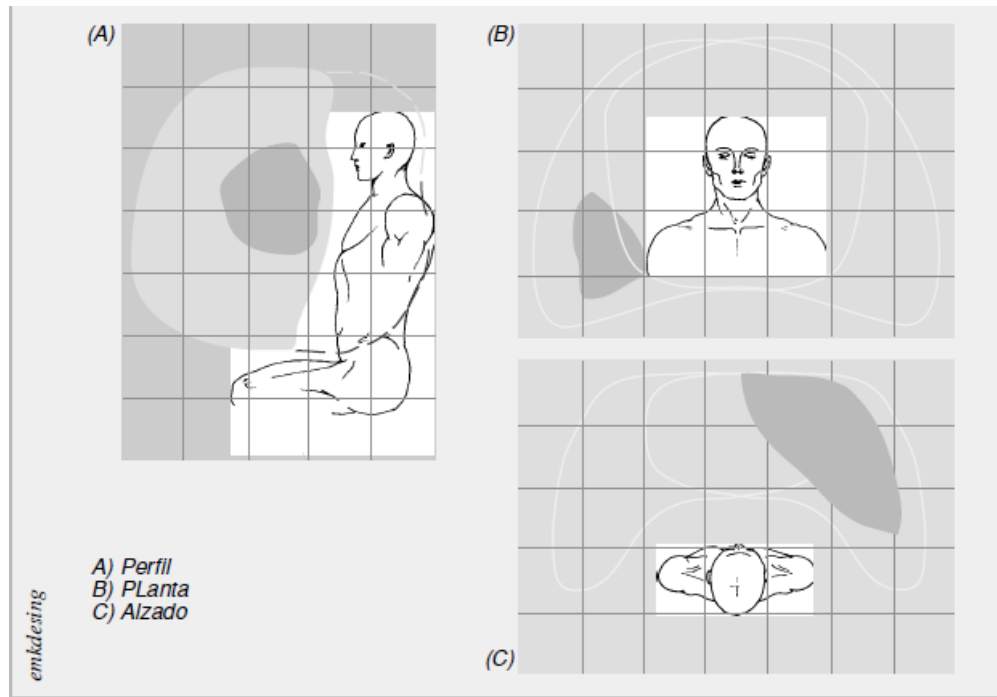 (A)
(B)
(C)
A) Perfil
B) PLanta
C) Alzado
emkdesing